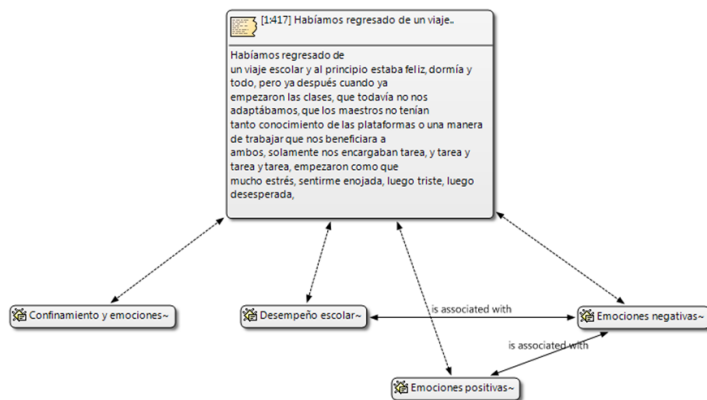 [1:417] Habíamos regresado de un viaje..
Habíamos regresado de
un viaje escolar y al principio estaba feliz, dormía y
todo, pero ya después cuando ya
empezaron las clases, que todavía no nos
adaptábamos, que los maestros no tenían
tanto conocimiento de las plataformas o una manera
de trabajar que nos beneficiara a
ambos, solamente nos encargaban tarea, y tarea y
tarea y tarea, empezaron como que
mucho estrés, sentirme enojada, luego triste, luego
desesperada,
Confinamiento y emociones~
Desempeño escolar~
is associated with
Emociones negativas~
is associated with
Emociones positivas~